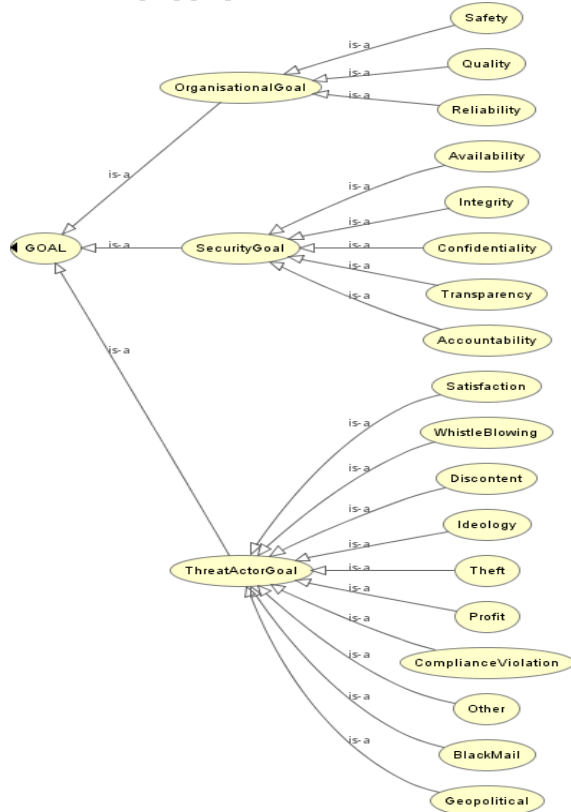 Safety
is-a
Quality
is-a
OrganisationalGoal
is-a
Reliability
is-a
Availability
is-a
Integrity
is-a
GOAL
is-a
SecurityGoal
is-a
Confidentiality
is-a
Transparency
is-a
Accountability
is-a
Satisfaction
is-a
WhistleBlowing
is-a
Discontent
is-a
Ideology
ThreatActorGoal
is-a
Theft
is-a
Profit
is-a
ComplianceViolation
is-a
Other
is-a
BlackMail
is-a
Geopolitical